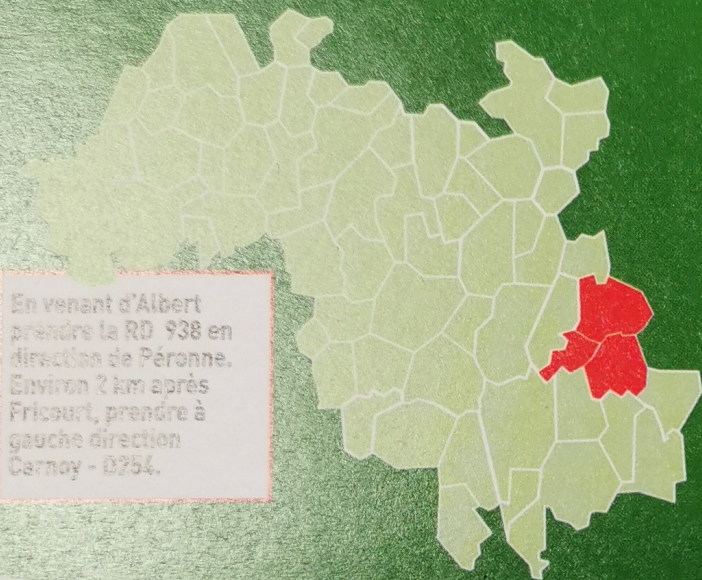 En venant d'Albert
prendre la RD 938 en
direction de Péronne.
Environ 2 km après
Fricourt, prendre à
gauche direction
Carnoy - D254.